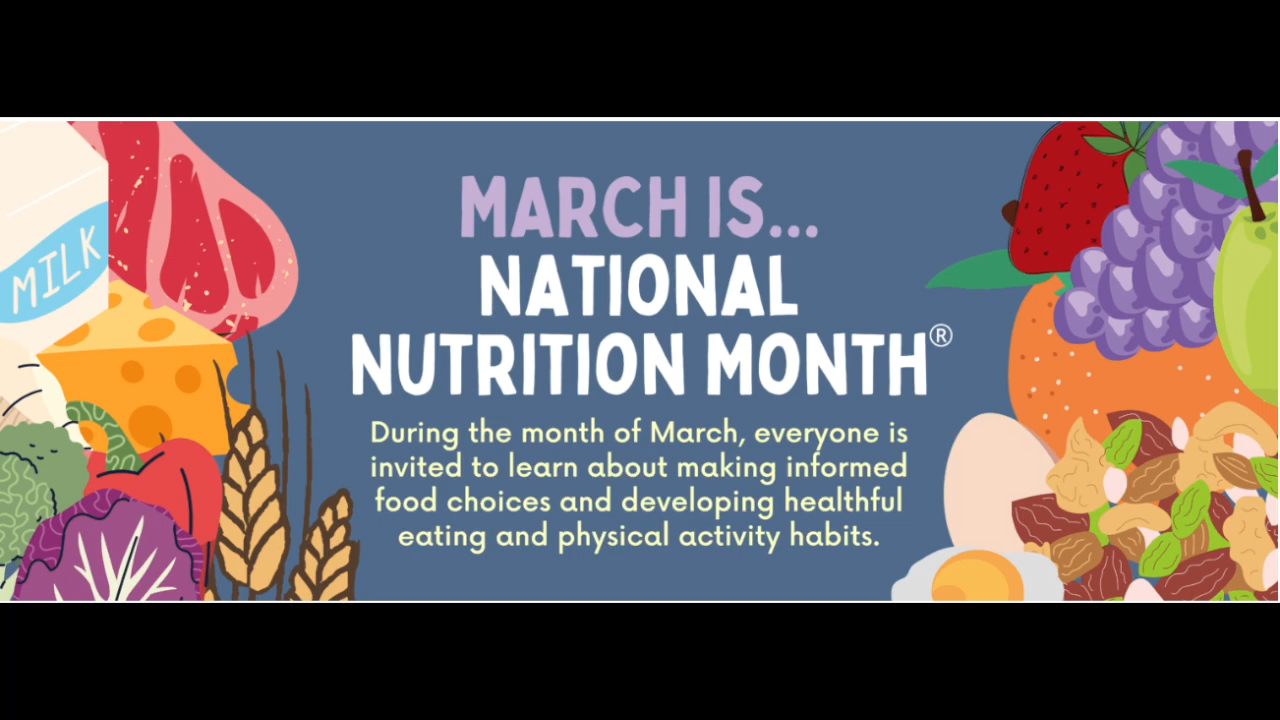 MILK
MARCH IS...
NATIONAL
NUTRITION MONTH®
During the month of March, everyone is
invited to learn about making informed
food choices and developing healthful
eating and physical activity habits.